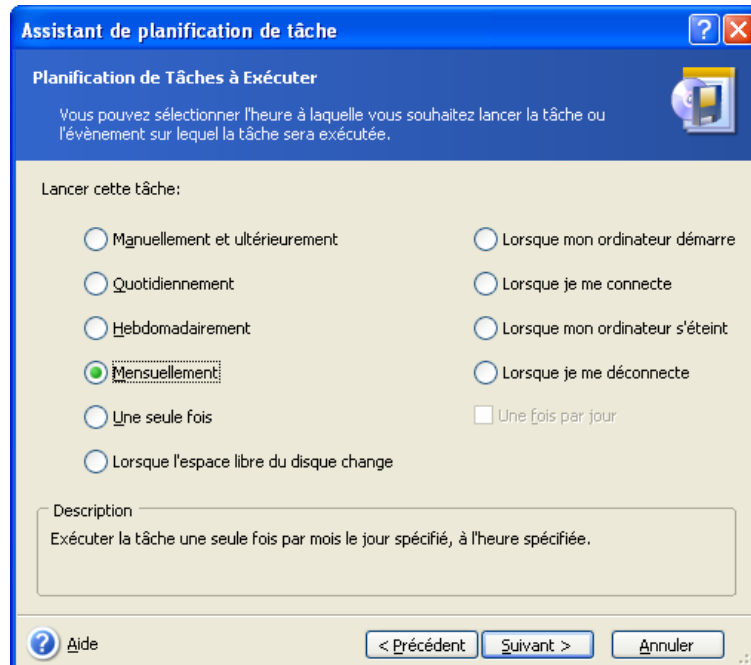 Assistant de planification de tâche
Planification de Tâches à Exécuter
Vous pouvez sélectionner l'heure à laquelle vous souhaitez lancer la tâche ou
l'évènement sur lequel la tâche sera exécutée.
Lancer cette tâche:
Manuellement et ultérieurement
Quotidiennement
Hebdomadairement
Mensuellement
Une seule fois
Lorsque l'espace libre du disque change
Lorsque mon ordinateur démarre
Lorsque je me connecte
Lorsque mon ordinateur s'éteint
Lorsque je me déconnecte
Une fois par jour
Description
Exécuter la tâche une seule fois par mois le jour spécifié, à l'heure spécifiée.
Aide
< Précédent
Suivant >
Annuler